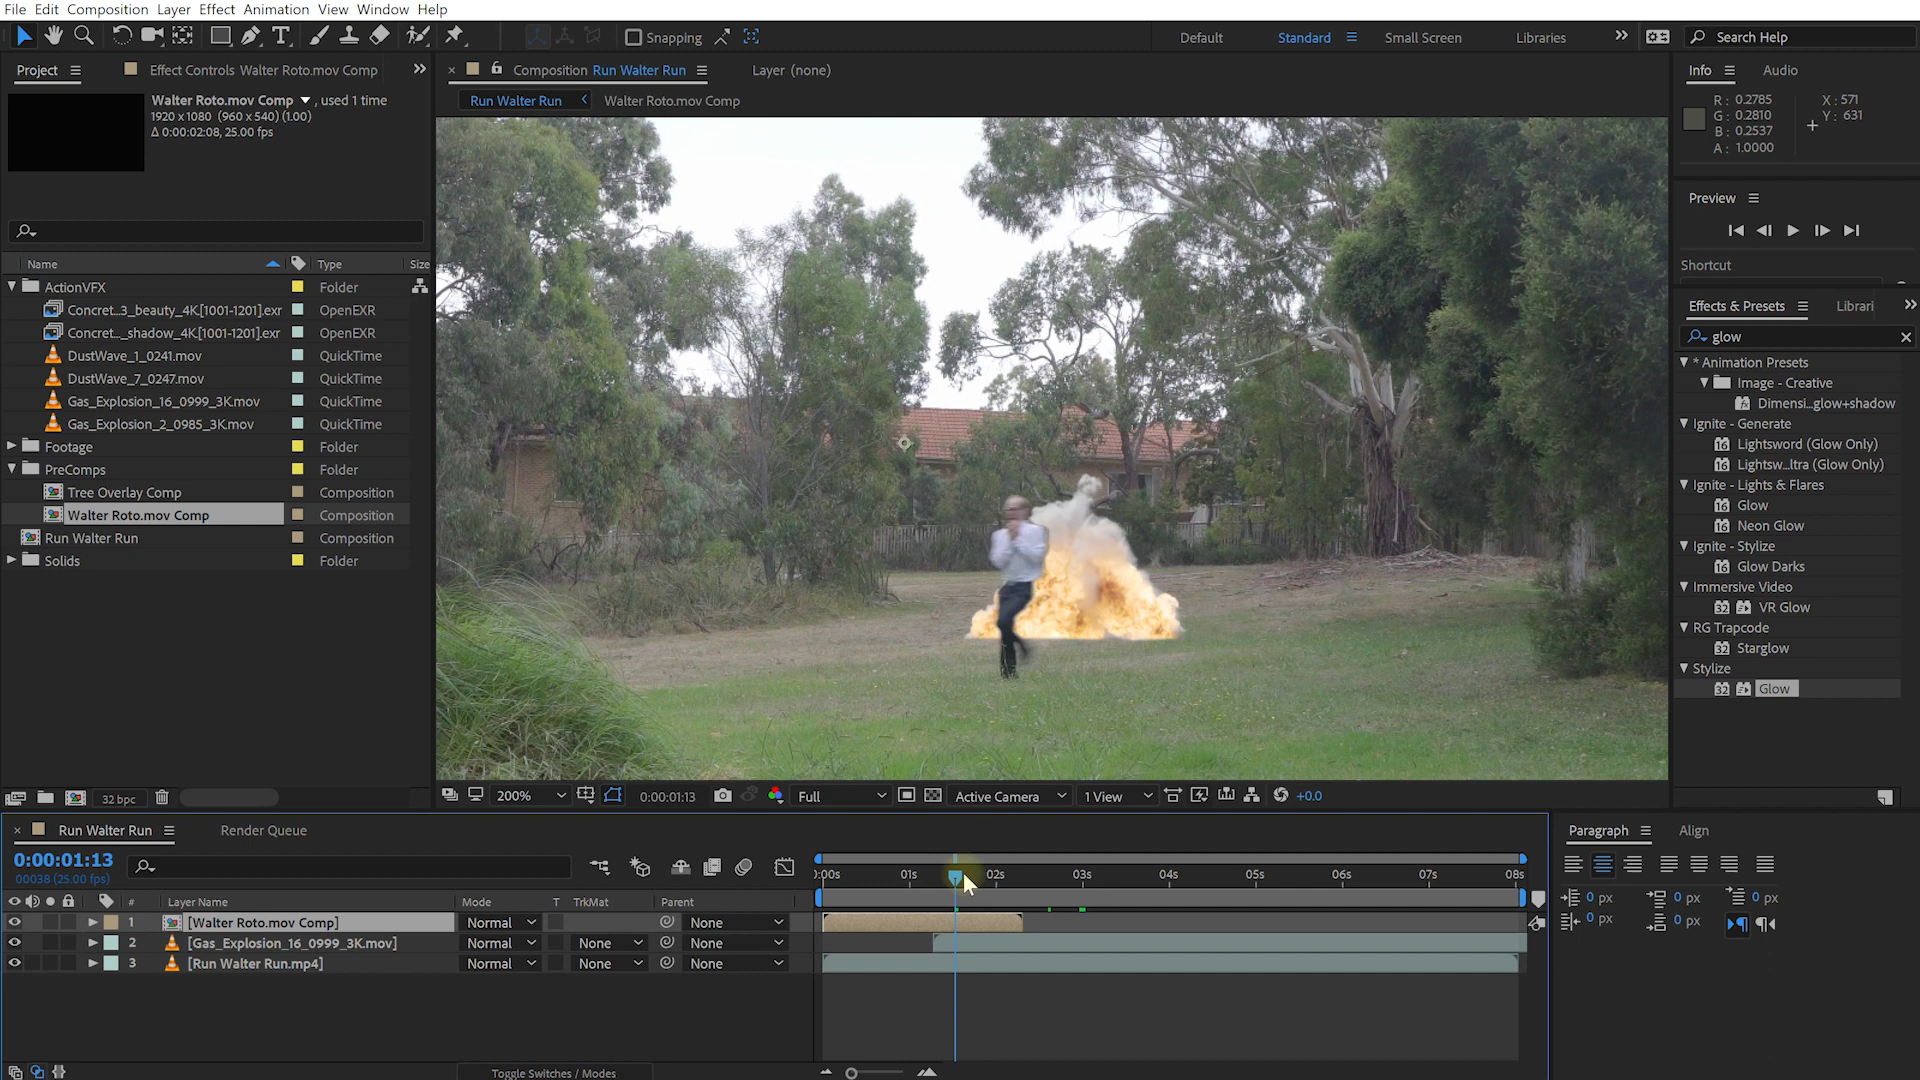 File Edit Composition Layer Effect Animation View Window Help
Snapping Default Standard Small Screen Libraries Search Help
Project Effect Controls Walter Roto.mov Comp
Composition Run Walter Run Layer (none)
Info Audio
Walter Roto.mov Comp , used 1 time
1920 x 1080 (960 x 540) (1.00)
Δ 0:00:02:08, 25.00 fps
Run Walter Run Walter Roto.mov Comp
R: 0.2785
G: 0.2810
B: 0.2537
A: 1.0000
X: 571
Y: 631
Preview
Shortcut
Name Type Size
ActionVFX Folder
Concret...3_beauty_4K[1001-1201].exr OpenEXR
Concret..._shadow_4K[1001-1201].exr OpenEXR
DustWave_1_0241.mov QuickTime
DustWave_7_0247.mov QuickTime
Gas_Explosion_16_0999_3K.mov QuickTime
Gas_Explosion_2_0985_3K.mov QuickTime
Footage Folder
PreComps Folder
Tree Overlay Comp Composition
Walter Roto.mov Comp Composition
Run Walter Run Composition
Solids Folder
Effects & Presets Librari
glow
* Animation Presets
Image - Creative
Dimensi...glow+shadow
Ignite - Generate
Lightsword (Glow Only)
Lightsw...ltra (Glow Only)
Ignite - Lights & Flares
Glow
Neon Glow
Ignite - Stylize
Glow Darks
Immersive Video
VR Glow
RG Trapcode
Starglow
Stylize
Glow
32 bpc
200% 0:00:01:13 Full Active Camera 1 View +0.0
Run Walter Run Render Queue
0:00:01:13
00038 (25.00 fps)
):00s 01s 02s 03s 04s 05s 06s 07s 08s
# Layer Name Mode T TrkMat Parent
1 [Walter Roto.mov Comp] Normal None
2 [Gas_Explosion_16_0999_3K.mov] Normal None None
3 [Run Walter Run.mp4] Normal None None
Toggle Switches / Modes
Paragraph Align
0 px 0 px 0 px
0 px 0 px